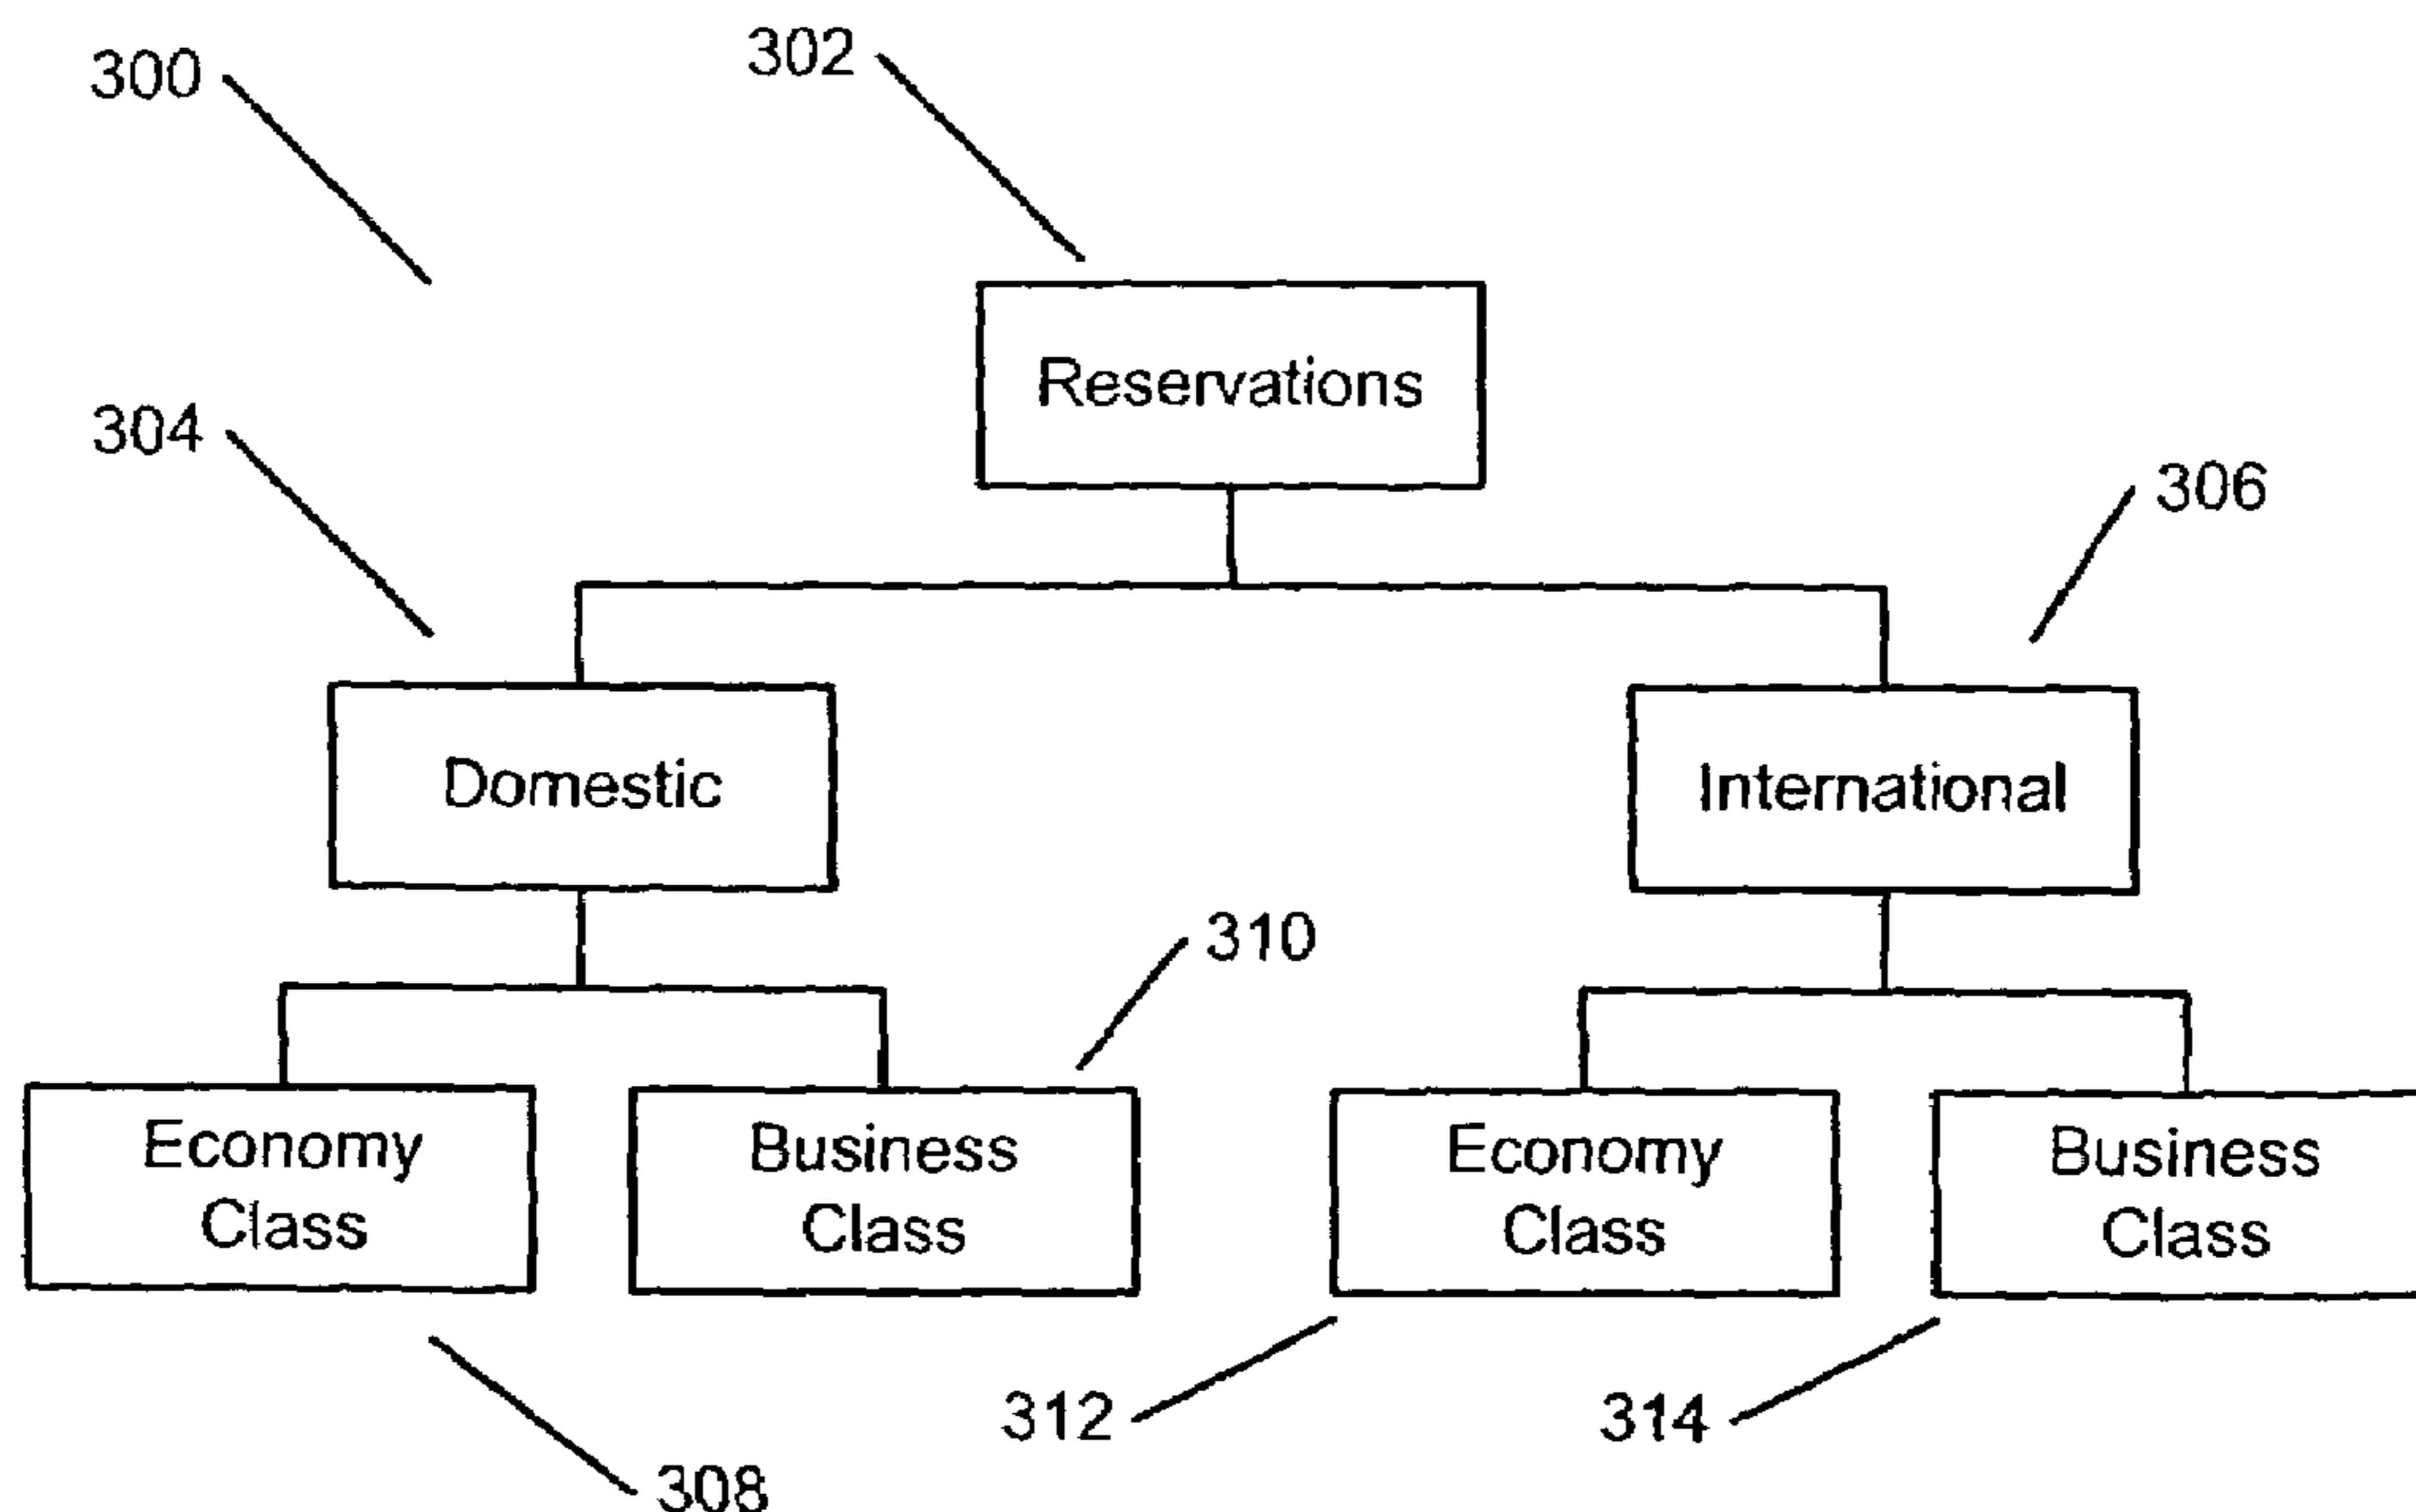 300
302
Reservations
304
306
Domestic
International
310
Economy
Class
Business
Class
Economy
Class
Business
Class
312
314
308